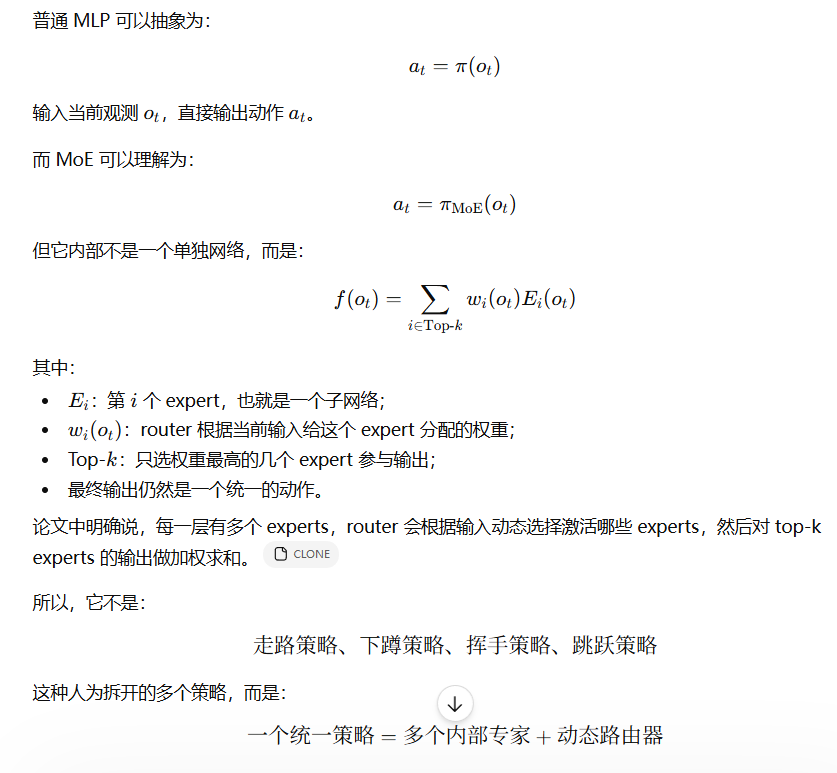 普通 MLP 可以抽象为：
a_t = π(o_t)
输入当前观测 o_t，直接输出动作 a_t。
而 MoE 可以理解为：
a_t = π_MoE(o_t)
但它内部不是一个单独网络，而是：
f(o_t) = ∑_{i∈Top-k} w_i(o_t)E_i(o_t)
其中：
• E_i：第 i 个 expert，也就是一个子网络；
• w_i(o_t)：router 根据当前输入给这个 expert 分配的权重；
• Top-k：只选权重最高的几个 expert 参与输出；
• 最终输出仍然是一个统一的动作。
论文中明确说，每一层有多个 experts，router 会根据输入动态选择激活哪些 experts，然后对 top-k
experts 的输出做加权求和。 CLONE
所以，它不是：
走路策略、下蹲策略、挥手策略、跳跃策略
这种人为拆开的多个策略，而是：
一个统一策略 = 多个内部专家 + 动态路由器